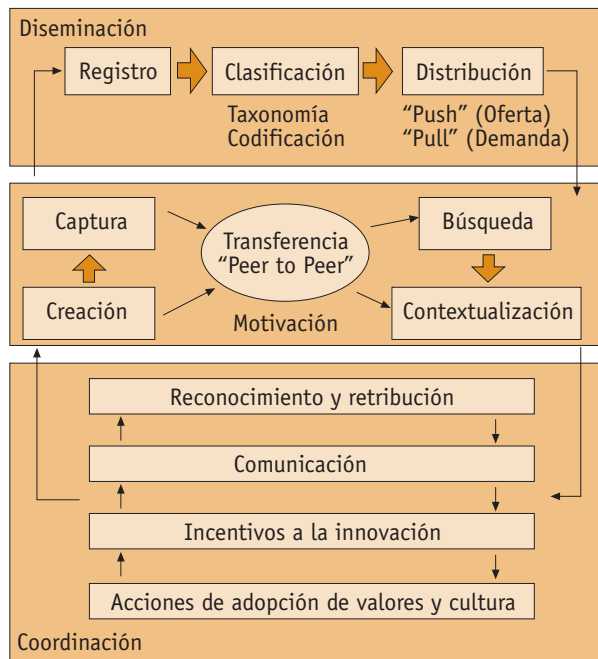 Diseminación
Registro
Clasificación
Distribución
Taxonomía
Codificación
“Push” (Oferta)
“Pull” (Demanda)
Captura
Transferencia
“Peer to Peer”
Búsqueda
Creación
Motivación
Contextualización
Reconocimiento y retribución
Comunicación
Incentivos a la innovación
Acciones de adopción de valores y cultura
Coordinación